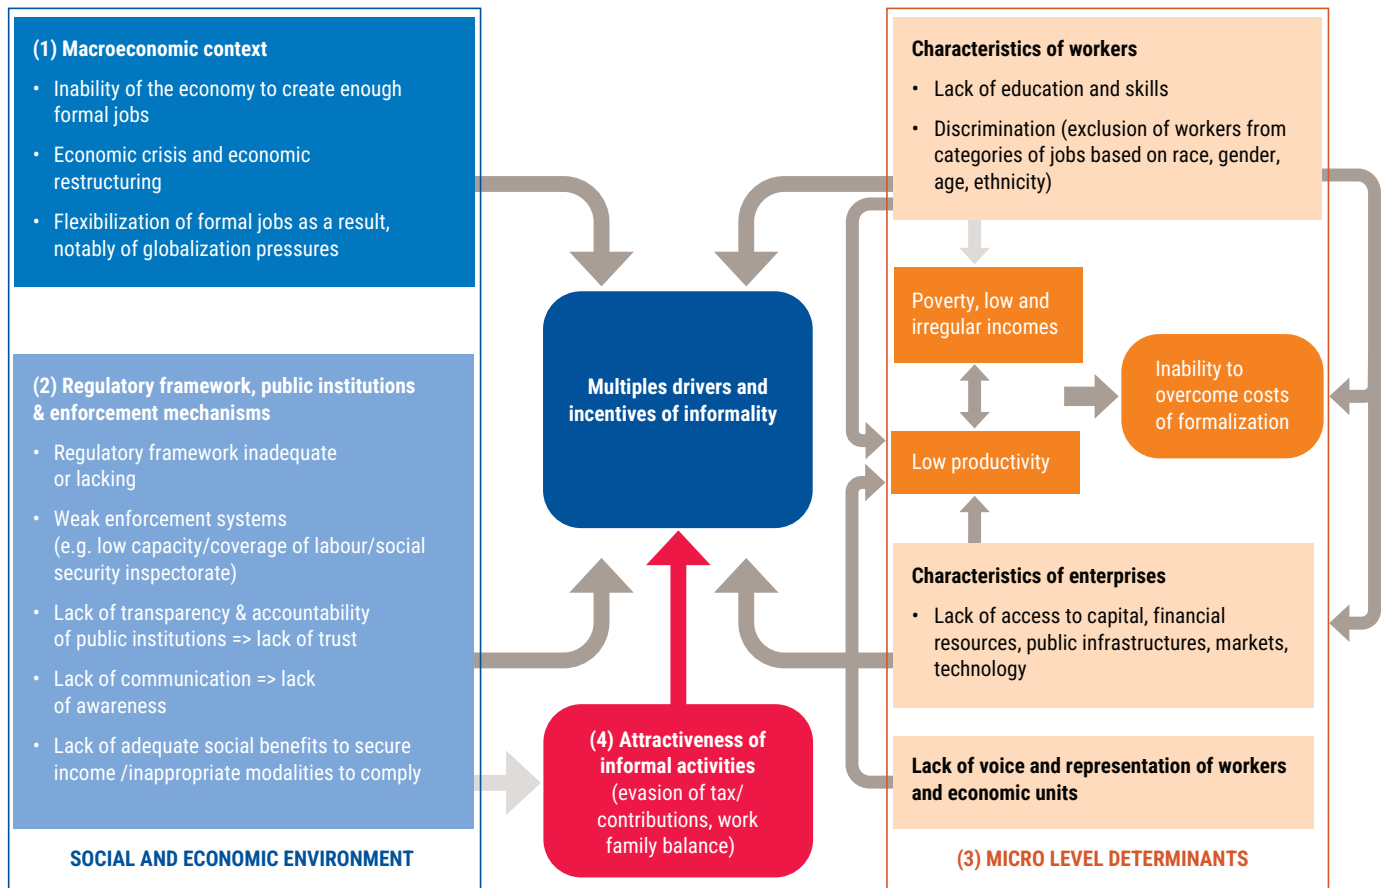 (1) Macroeconomic context
• Inability of the economy to create enough
formal jobs
• Economic crisis and economic
restructuring
• Flexibilization of formal jobs as a result,
notably of globalization pressures
(2) Regulatory framework, public institutions
& enforcement mechanisms
• Regulatory framework inadequate
or lacking
• Weak enforcement systems
(e.g. low capacity/coverage of labour/social
security inspectorate)
• Lack of transparency & accountability
of public institutions => lack of trust
• Lack of communication => lack
of awareness
• Lack of adequate social benefits to secure
income /inappropriate modalities to comply
SOCIAL AND ECONOMIC ENVIRONMENT
Multiples drivers and
incentives of informality
(4) Attractiveness of
informal activities
(evasion of tax/
contributions, work
family balance)
Characteristics of workers
• Lack of education and skills
• Discrimination (exclusion of workers from
categories of jobs based on race, gender,
age, ethnicity)
Poverty, low and
irregular incomes
Low productivity
Inability to
overcome costs
of formalization
Characteristics of enterprises
• Lack of access to capital, financial
resources, public infrastructures, markets,
technology
Lack of voice and representation of workers
and economic units
(3) MICRO LEVEL DETERMINANTS